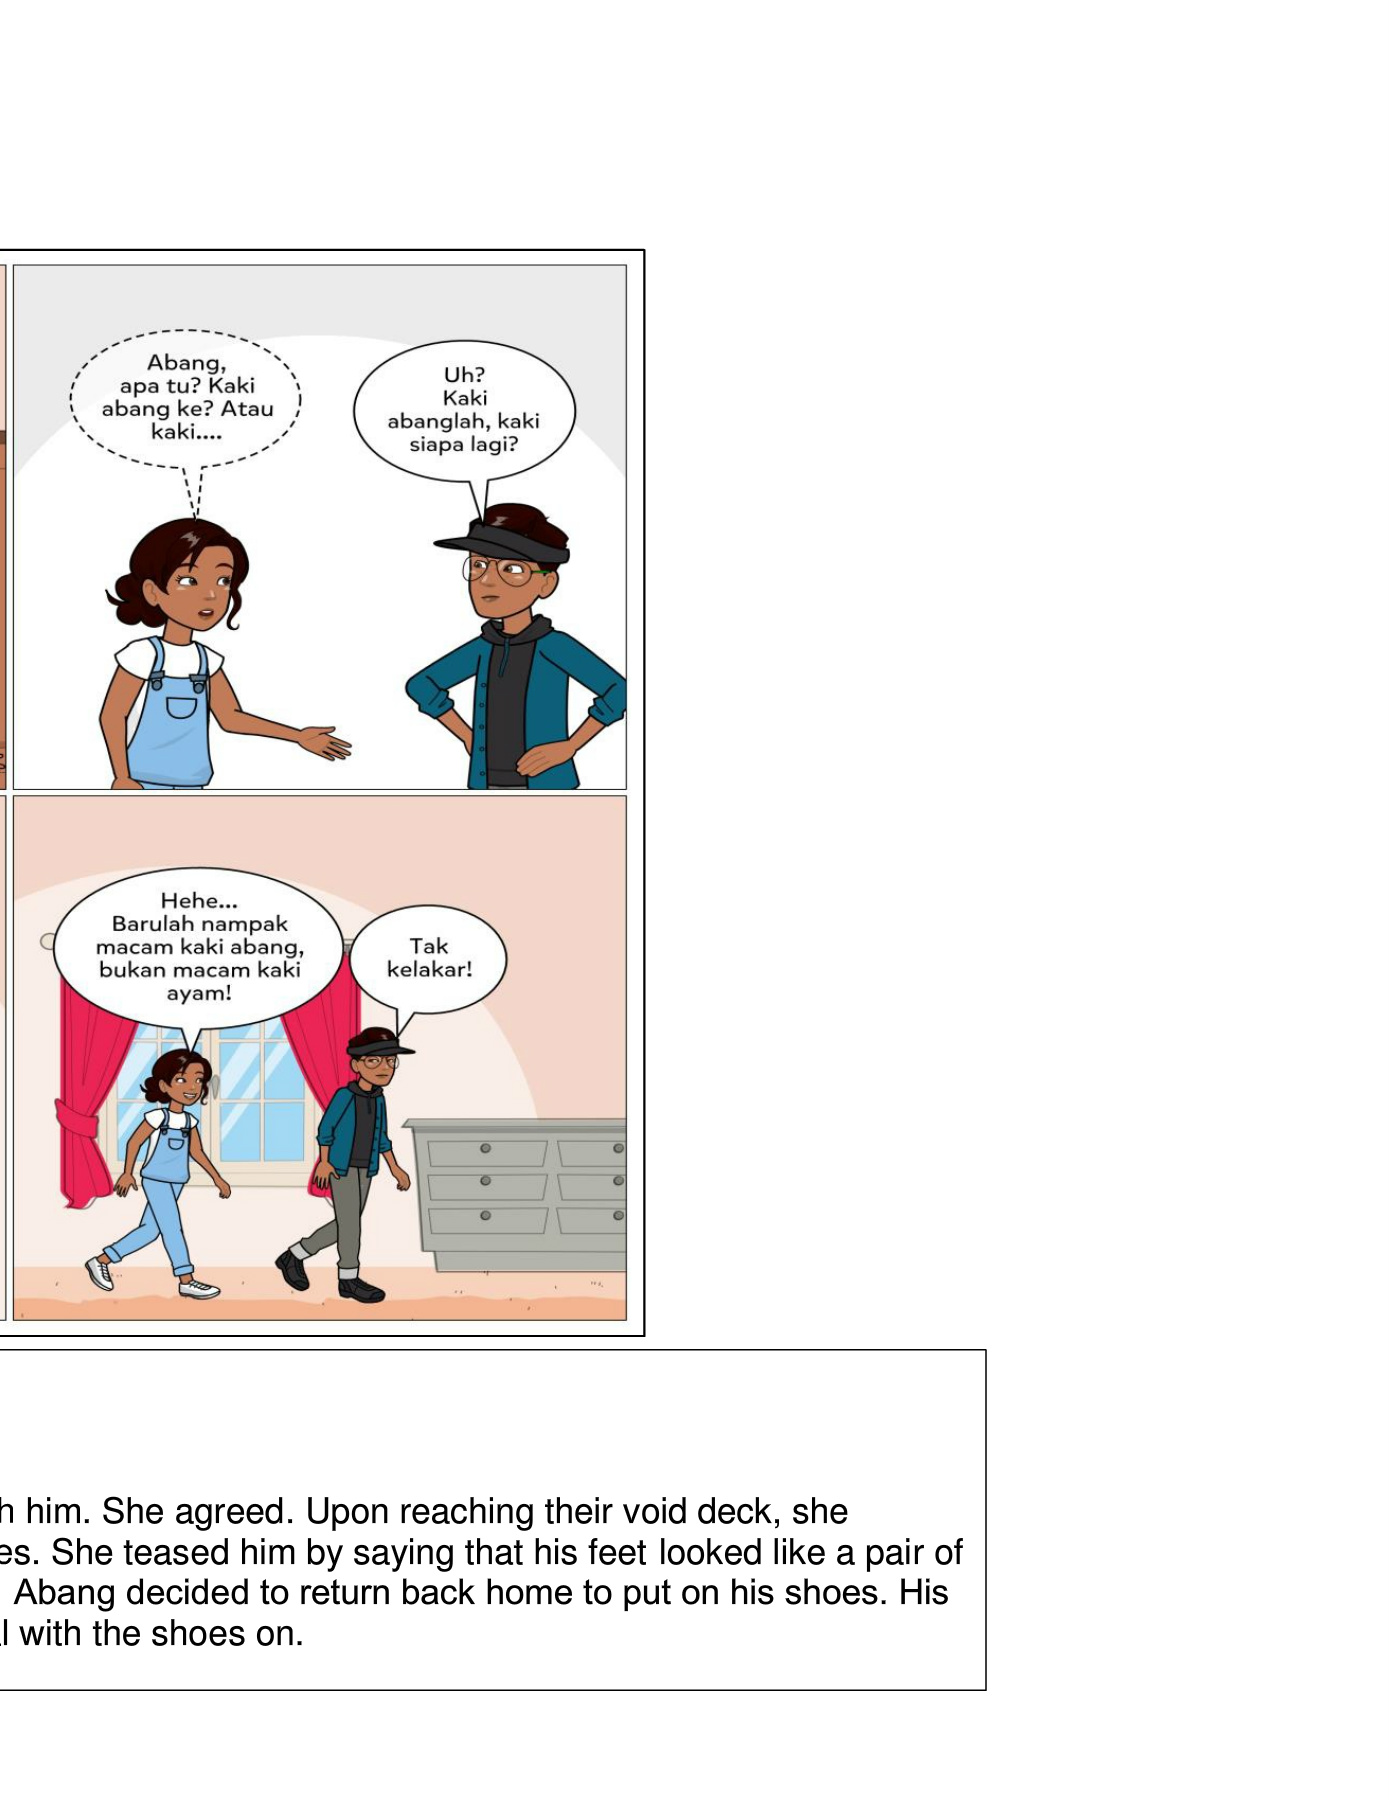 Abang,
apa tu? Kaki
abang ke? Atau
kaki....
Uh?
Kaki
abanglah, kaki
siapa lagi?
Hehe...
Barulah nampak
macam kaki abang,
bukan macam kaki
ayam!
Tak
kelakar!
him. She agreed. Upon reaching their void deck, she
She teased him by saying that his feet looked like a pair of
Abang decided to return back home to put on his shoes. His
with the shoes on.